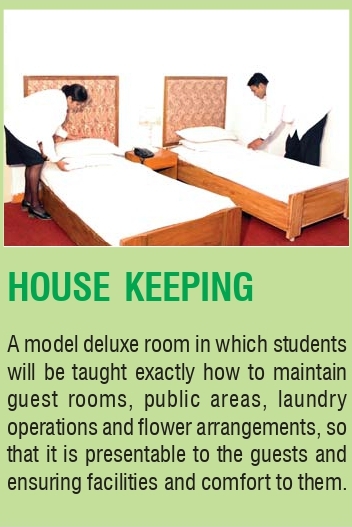 HOUSE KEEPING
A model deluxe room in which students
will be taught exactly how to maintain
guest rooms, public areas, laundry
operations and flower arrangements, so
that it is presentable to the guests and
ensuring facilities and comfort to them.